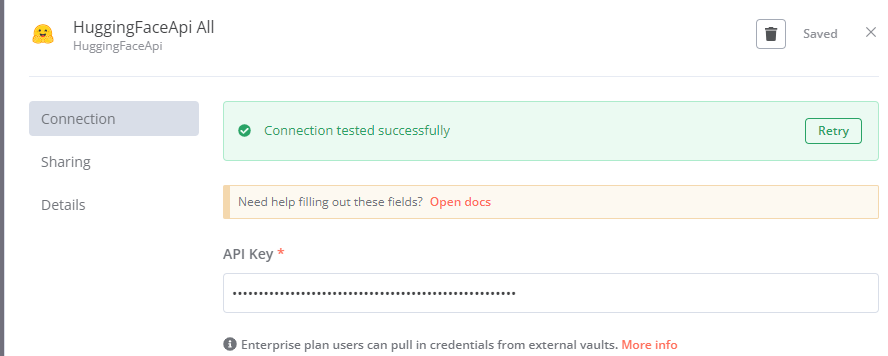 HuggingFaceApi All
HuggingFaceApi
Saved
Connection
Sharing
Details
Connection tested successfully
Retry
Need help filling out these fields? Open docs
API Key *
••••••••••••••••••••••••••••••••••••••••••••••••••••••
Enterprise plan users can pull in credentials from external vaults. More info